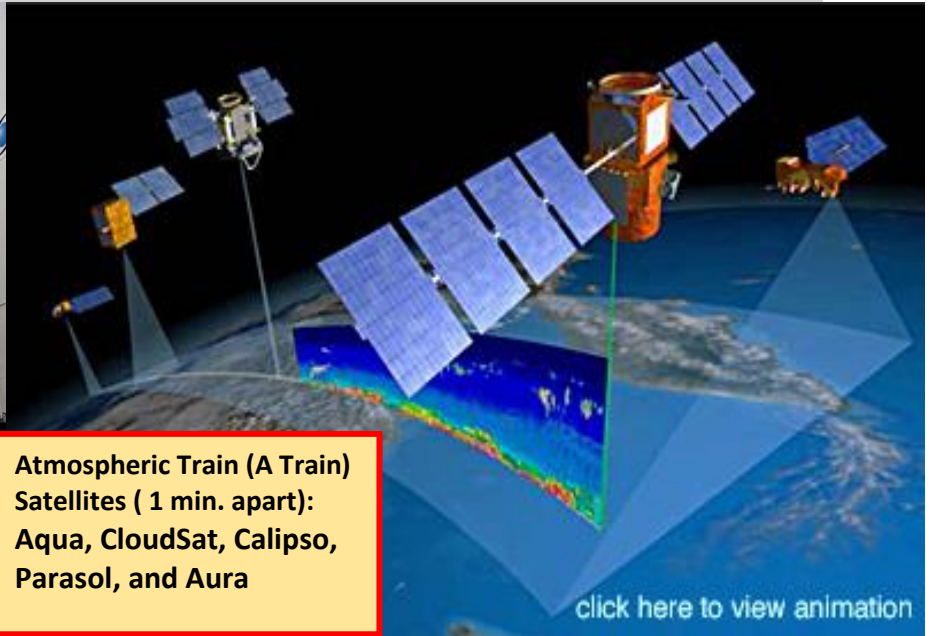 Atmospheric Train (A Train)
Satellites ( 1 min. apart):
Aqua, CloudSat, Calipso,
Parasol, and Aura
click here to view animation